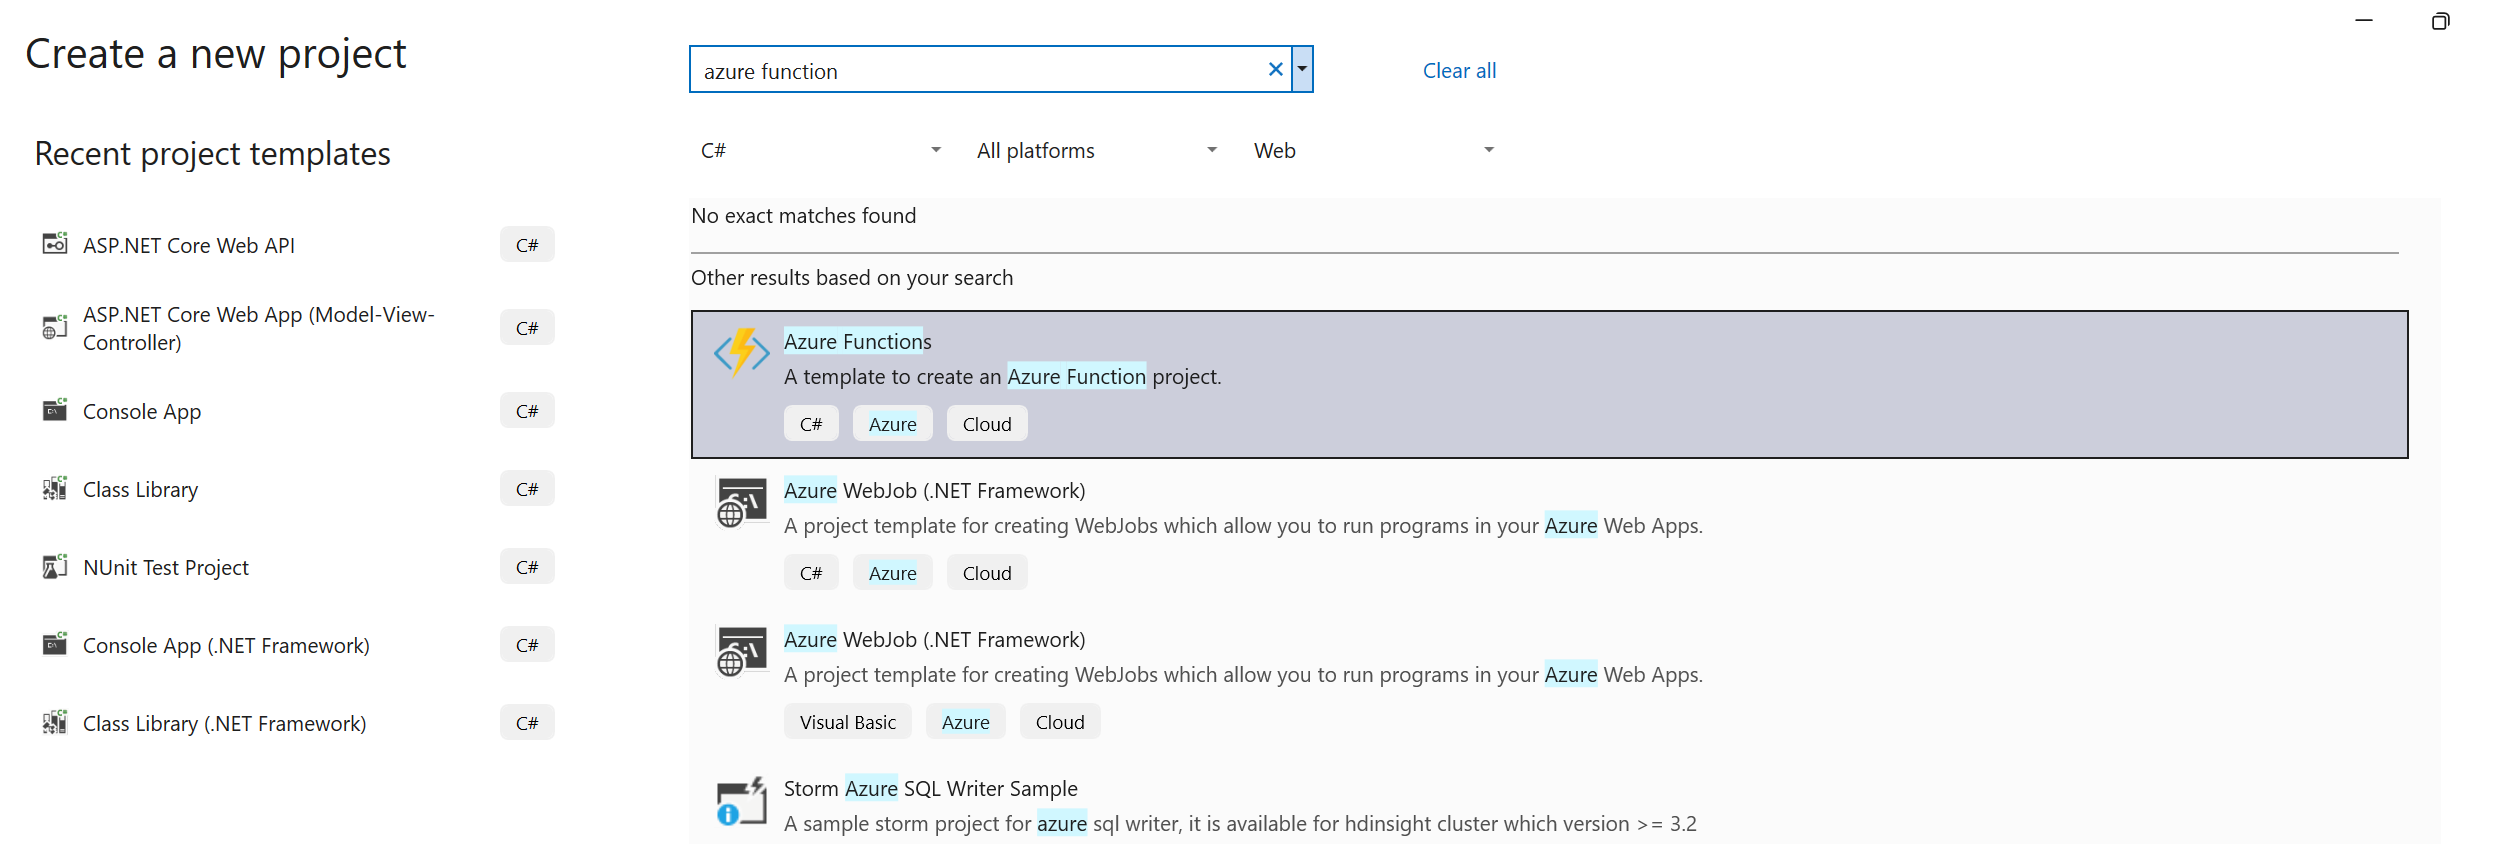 Create a new project
azure function
Clear all
Recent project templates
C#
All platforms
Web
ASP.NET Core Web API
C#
ASP.NET Core Web App (Model-View-
Controller)
C#
Console App
C#
Class Library
C#
NUnit Test Project
C#
Console App (.NET Framework)
C#
Class Library (.NET Framework)
C#
No exact matches found
Other results based on your search
Azure Functions
A template to create an Azure Function project.
C#
Azure
Cloud
Azure WebJob (.NET Framework)
A project template for creating WebJobs which allow you to run programs in your Azure Web Apps.
C#
Azure
Cloud
Azure WebJob (.NET Framework)
A project template for creating WebJobs which allow you to run programs in your Azure Web Apps.
Visual Basic
Azure
Cloud
Storm Azure SQL Writer Sample
A sample storm project for azure sql writer, it is available for hdinsight cluster which version >= 3.2